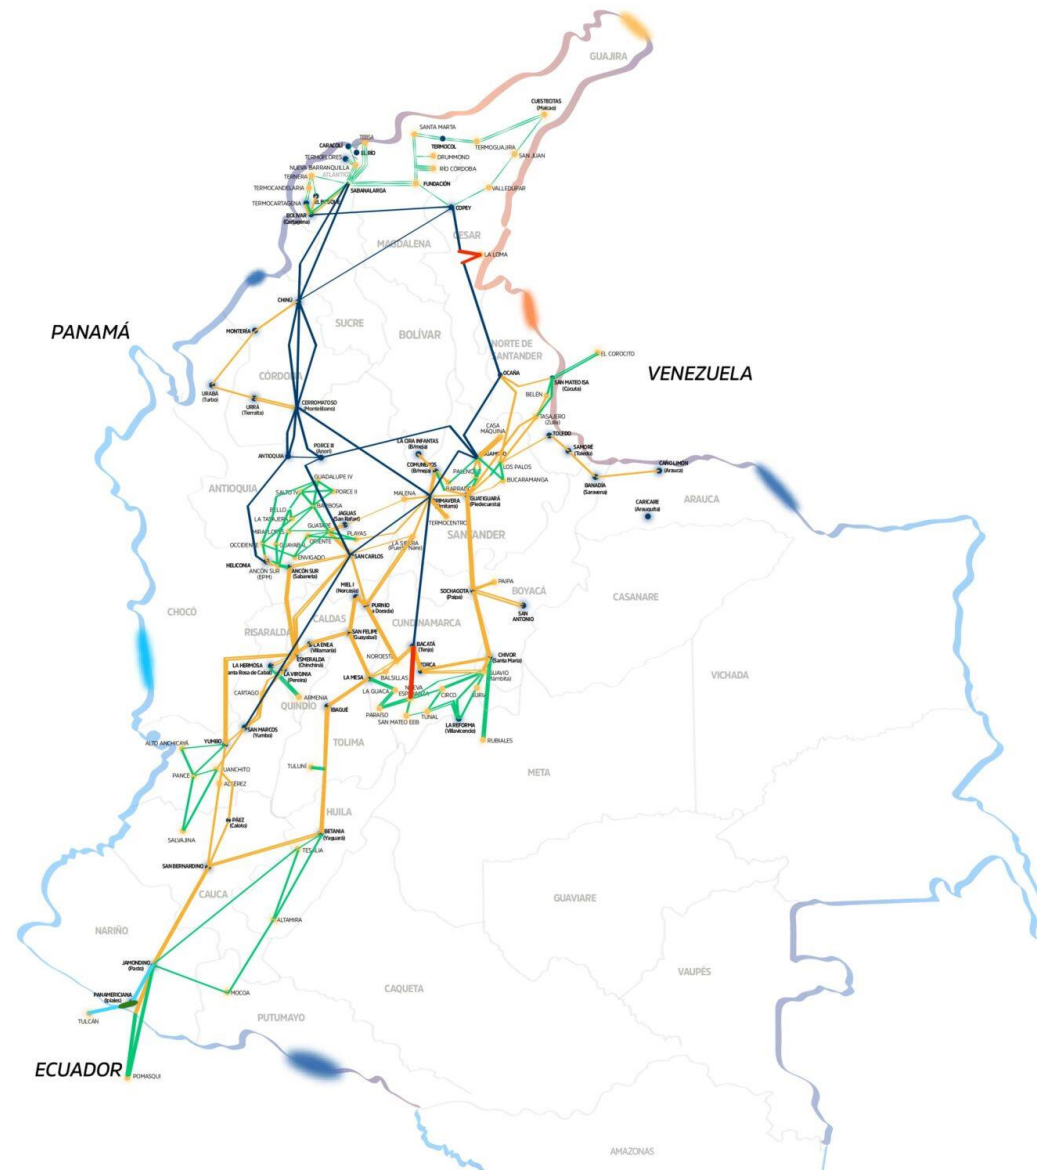 GUAJIRA
CUESTECITAS
(Maicao)
SANTA MARTA
TERMOCOL
TERMOGUAJIRA
TEBSA
CARACOLÍ
EL RÍO
TERMOFLORES
DRUMMOND
SAN JUAN
NUEVA BARRANQUILLA
RÍO CÓRDOBA
ATLÁNTICO
TERNERA
SABANALARGA
FUNDACIÓN
VALLEDUPAR
TERMOCANDELARIA
TERMOCARTAGENA
EL BOSQUE
BOLÍVAR
(Cartagena)
COPEY
CESAR
MAGDALENA
LA LOMA
CHINÚ
SUCRE
PANAMÁ
MONTERÍA
BOLÍVAR
NORTE DE
SANTANDER
EL COROCITO
VENEZUELA
CÓRDOBA
OCAÑA
SAN MATEO ISA
(Cúcuta)
URABÁ
(Turbo)
BELÉN
URRÁ
(Tierralta)
CERROMATOSO
(Montelíbano)
TASAJERO
(Zulia)
CASA
MÁQUINA
TOLEDO
LA CIRA INFANTAS
(B/meja)
SAMORÉ
(Toledo)
PORCE III
(Anorí)
ANTIOQUIA
COMUNEROS
(B/meja)
LOS PALOS
CAÑO LIMÓN
(Arauca)
BANADÍA
(Saravena)
GUADALUPE IV
BUCARAMANGA
ANTIOQUIA
SALTO IV
PORCE II
MALENA
GUATIGUARÁ
(Piedecuesta)
ARAUCA
CARICARE
(Arauquita)
BELLO
BARBOSA
JAGUAS
(San Rafael)
LA TASAJERA
TERMOCENTRO
MIRAFLORES
GUATAPÉ
PLAYAS
SANTANDER
OCCIDENTE
GUAYABAL
ORIENTE
ENVIGADO
SAN CARLOS
HELICONIA
ANCÓN SUR
(EPM)
ANCÓN SUR
(Sabaneta)
MIEL I
(Norcasia)
PAIPA
SOCHAGOTA
(Paipa)
BOYACÁ
CASANARE
CHOCÓ
PURNIO
SAN
ANTONIO
CALDAS
CUNDINAMARCA
RISARALDA
SAN FELIPE
(Guayabal)
LA ENEA
(Villamaría)
BACATÁ
(Tenjo)
NOROESTE
ESMERALDA
(Chinchiná)
CHIVOR
(Santa María)
LA HERMOSA
LA VIRGINIA
(Pereira)
VICHADA
LA MESA
BALSILLAS
CARTAGO
LA GUACA
NUEVA
ESPERANZA
CIRCO
ARMENIA
QUINDÍO
IBAGUÉ
PARAÍSO
TUNAL
SAN MATEO EEB
LA REFORMA
(Villavicencio)
SAN MARCOS
(Yumbo)
RUBIALES
YUMBO
TOLIMA
ALTO ANCHICAYÁ
TULUNÍ
META
PANCE
ALFÉREZ
HUILA
PÁEZ
(Caloto)
SALVAJINA
BETANIA
(Yaguará)
TESALIA
SAN BERNARDINO
CAUCA
GUAVIARE
ALTAMIRA
NARIÑO
JAMONDINO
(Pasto)
VAUPÉS
CAQUETA
MOCOA
PANAMERICANA
(Ipiales)
TULCÁN
PUTUMAYO
ECUADOR
POMASQUI
AMAZONAS